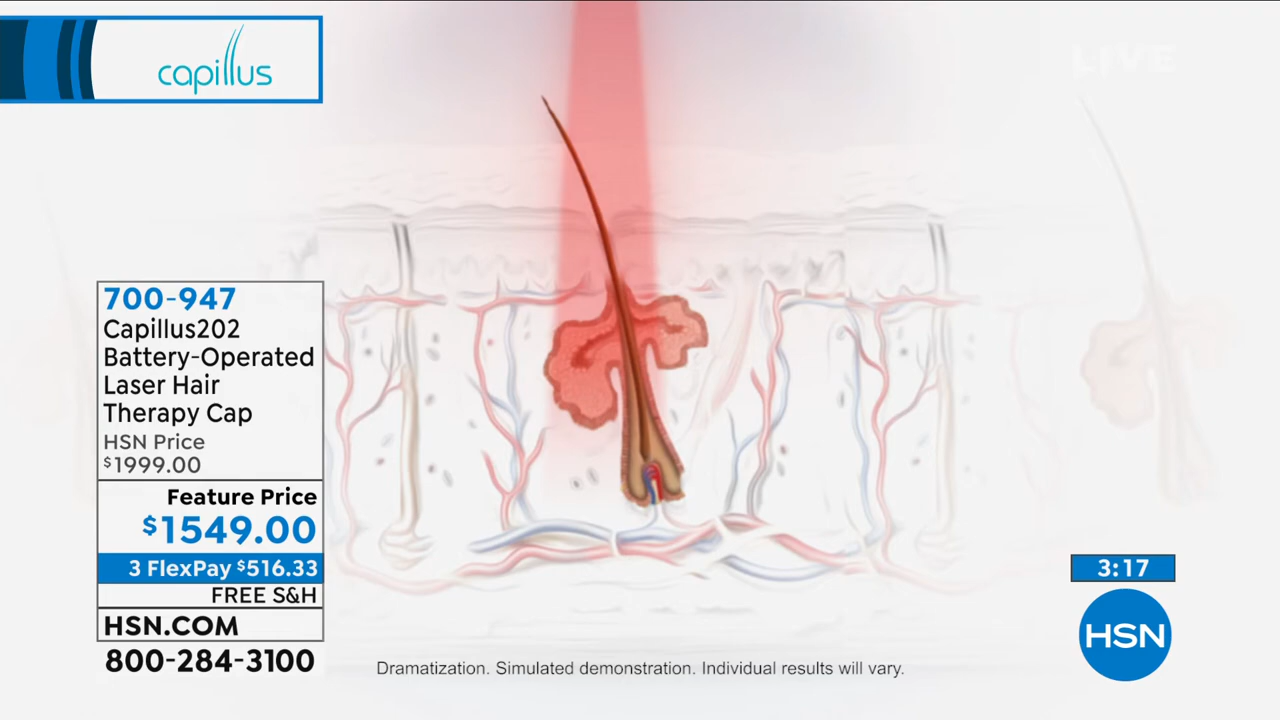 capillus
LIVE
700-947
Capillus202
Battery-Operated
Laser Hair
Therapy Cap
HSN Price
$1999.00
Feature Price
$1549.00
3 FlexPay $516.33
FREE S&H
HSN.COM
800-284-3100
Dramatization. Simulated demonstration. Individual results will vary.
3:17
HSN